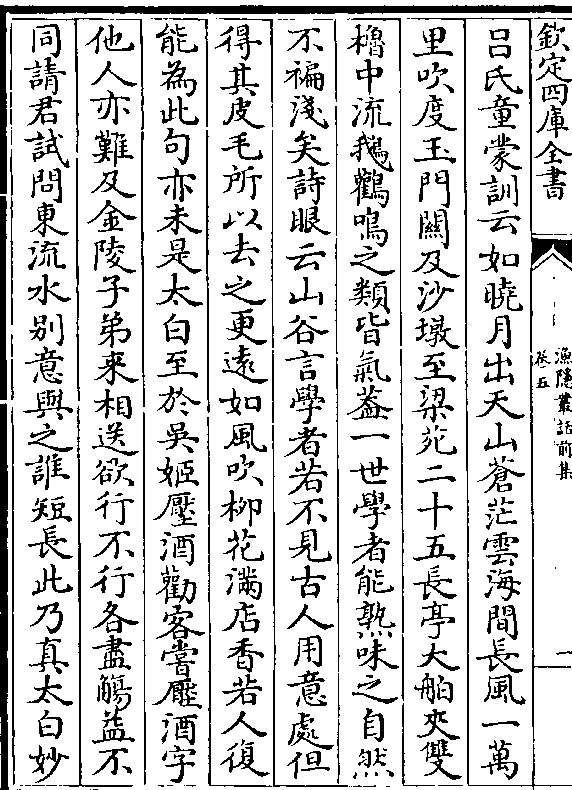 欽定四庫全書
漁隱叢話前集
卷五
一
呂氏童蒙訓云如曉月出天山蒼茫雲海間長風一萬
里吹度玉門關及沙墩至梁苑二十五長亭大舶夾雙
櫓中流鵝鸛鳴之類皆氣蓋一世學者能熟味之自然
不褊淺矣詩眼云山谷言學者若不見古人用意處但
得其皮毛所以去之更遠如風吹柳花滿店香若人復
能為此句亦未是太白至於吳姬壓酒勸客嘗壓酒字
他人亦難及金陵子弟來相送欲行不行各盡觴益不
同請君試問東流水别意與之誰短長此乃真太白妙